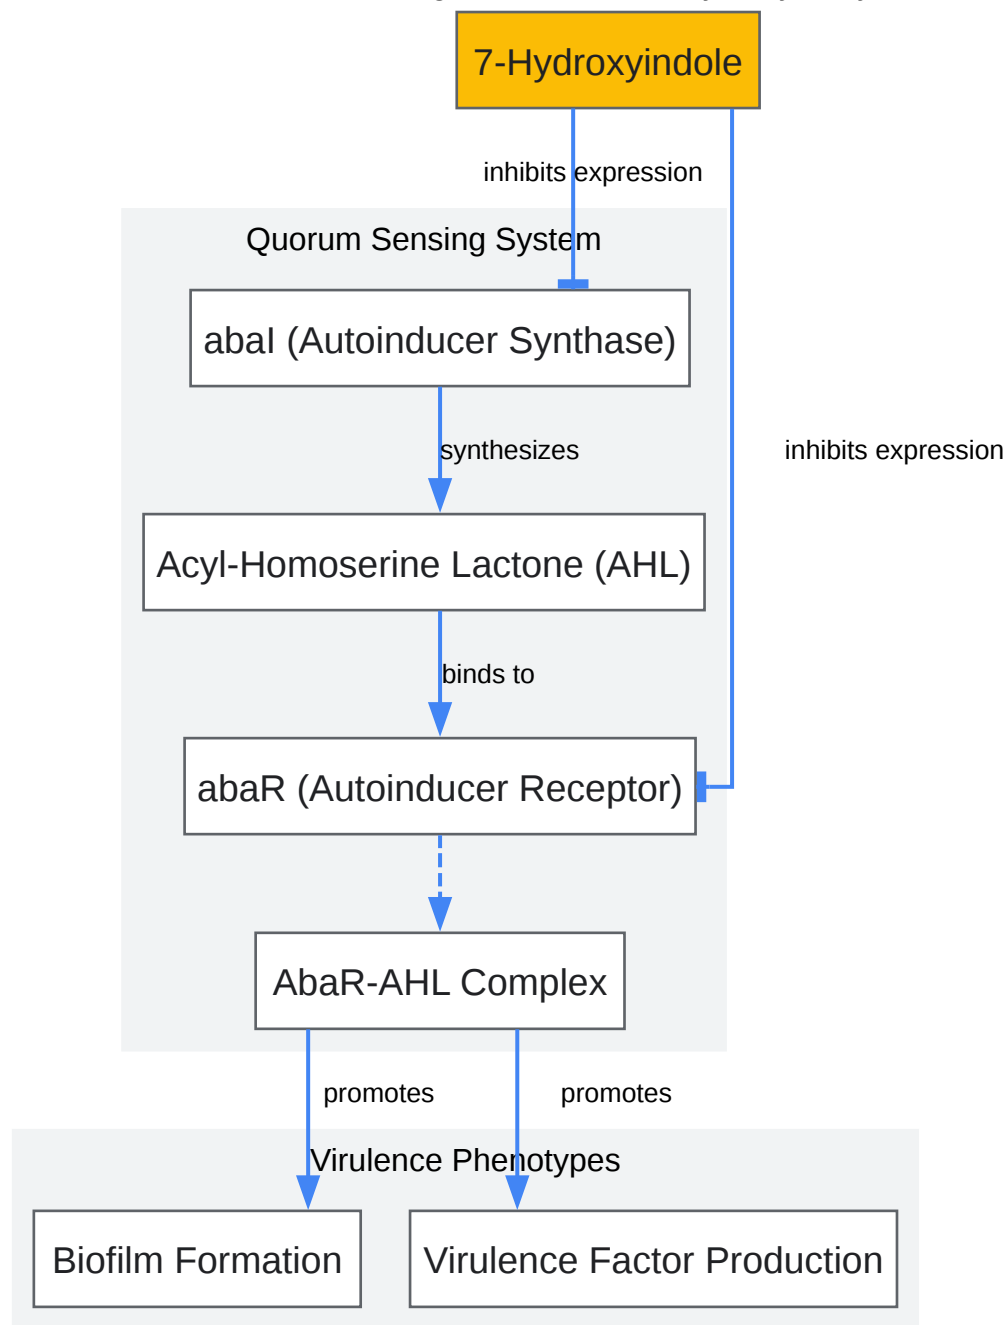 7-Hydroxyindole
inhibits expression
Quorum Sensing System
abaI (Autoinducer Synthase)
synthesizes
inhibits expression
Acyl-Homoserine Lactone (AHL)
binds to
abaR (Autoinducer Receptor)
AbaR-AHL Complex
promotes
promotes
Virulence Phenotypes
Biofilm Formation
Virulence Factor Production